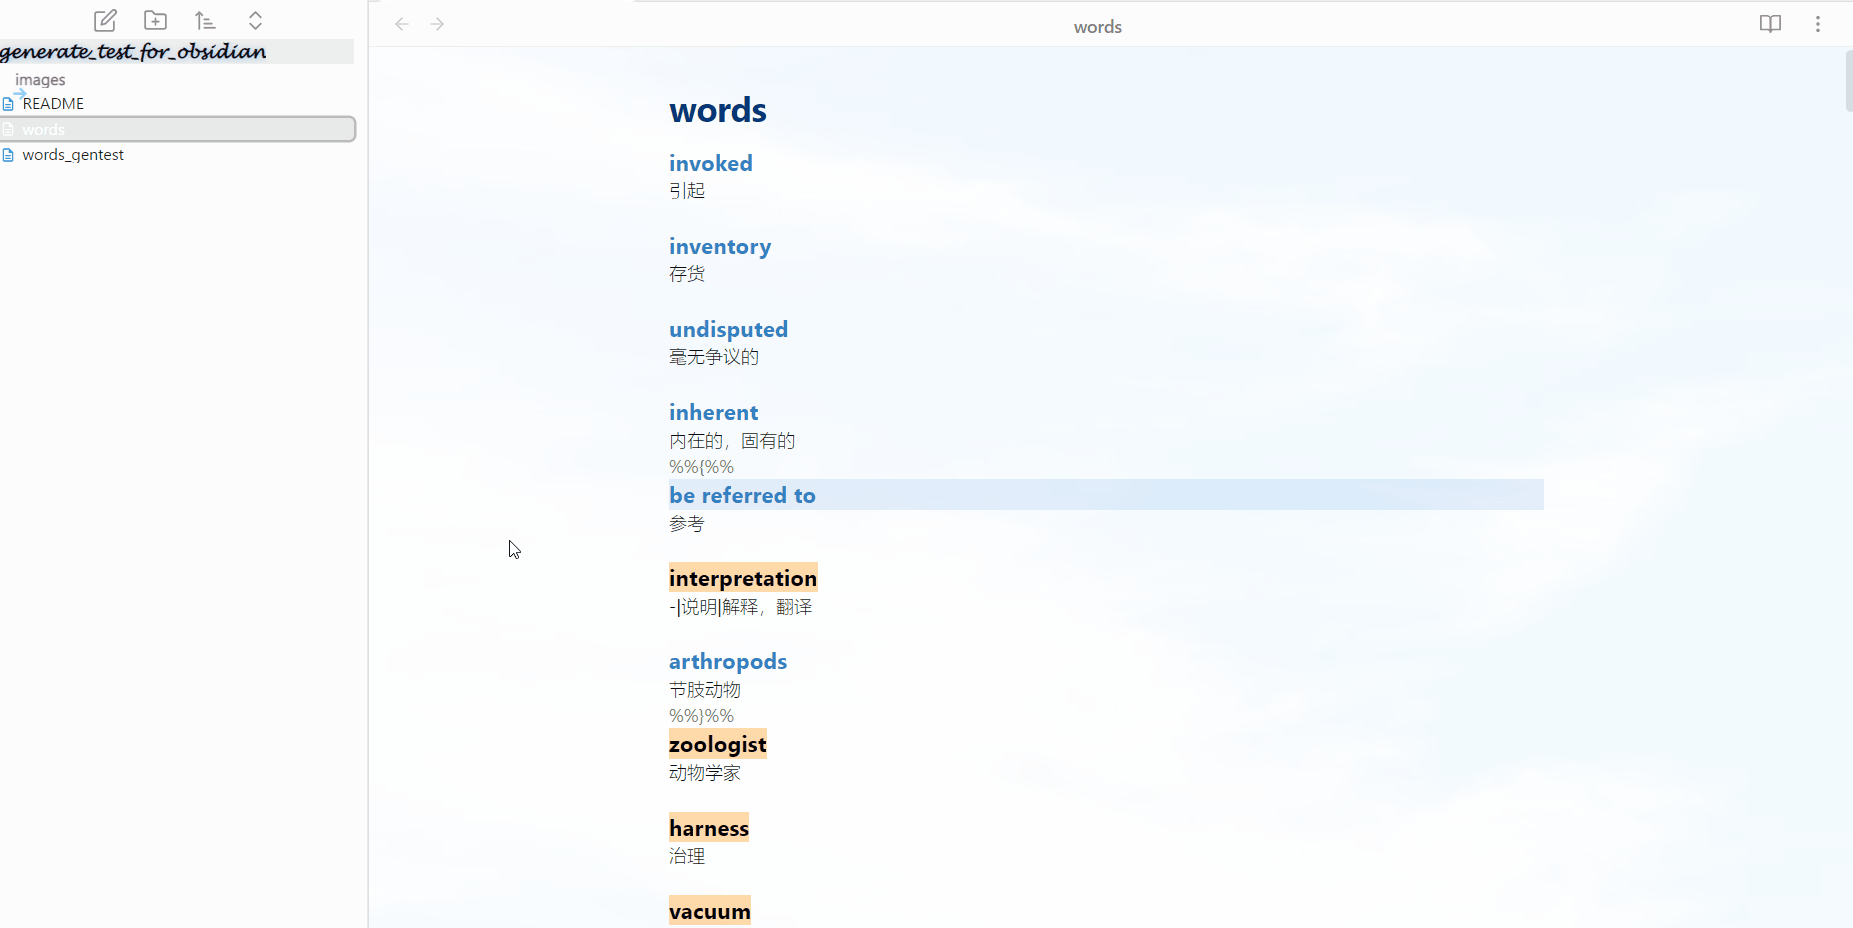 generate_test_for_obsidian
images
README
words
words_gentest
words
words
invoked
引起
inventory
存货
undisputed
毫无争议的
inherent
内在的，固有的
%%{%%
be referred to
参考
interpretation
-|说明|解释，翻译
arthropods
节肢动物
%%}%%
zoologist
动物学家
harness
治理
vacuum